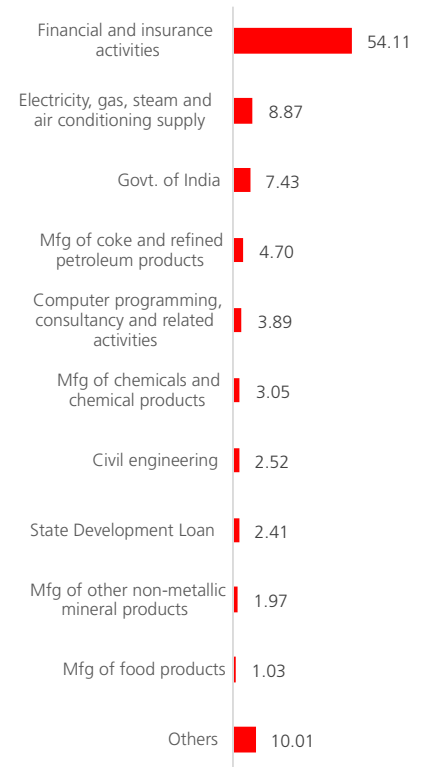 Financial and insurance
activities
54.11
Electricity, gas, steam and
air conditioning supply
8.87
Govt. of India
7.43
Mfg of coke and refined
petroleum products
4.70
Computer programming,
consultancy and related
activities
3.89
Mfg of chemicals and
chemical products
3.05
Civil engineering
2.52
State Development Loan
2.41
Mfg of other non-metallic
mineral products
1.97
Mfg of food products
1.03
Others
10.01